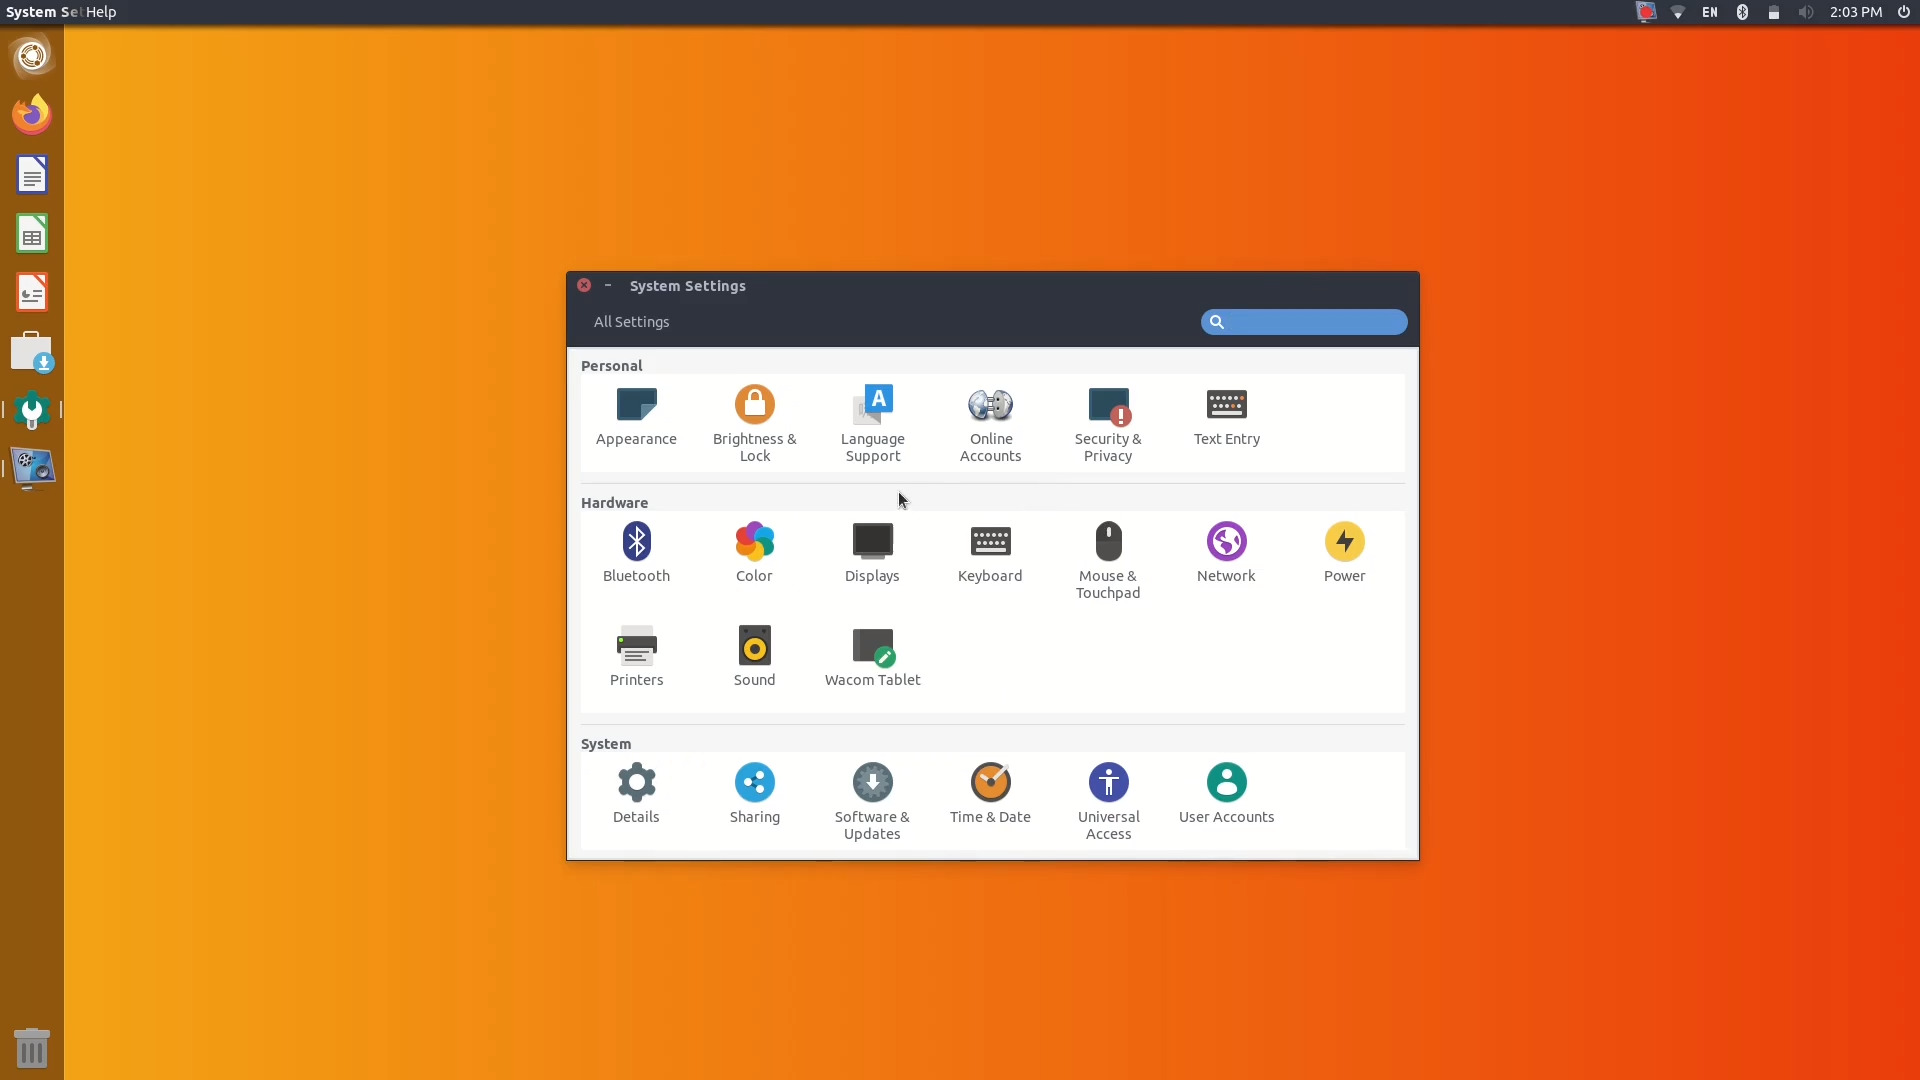 System Se Help EN 2:03 PM
System Settings
All Settings
Personal
Appearance
Brightness &
Lock
Language
Support
Online
Accounts
Security &
Privacy
Text Entry
Hardware
Bluetooth
Color
Displays
Keyboard
Mouse &
Touchpad
Network
Power
Printers
Sound
Wacom Tablet
System
Details
Sharing
Software &
Updates
Time & Date
Universal
Access
User Accounts